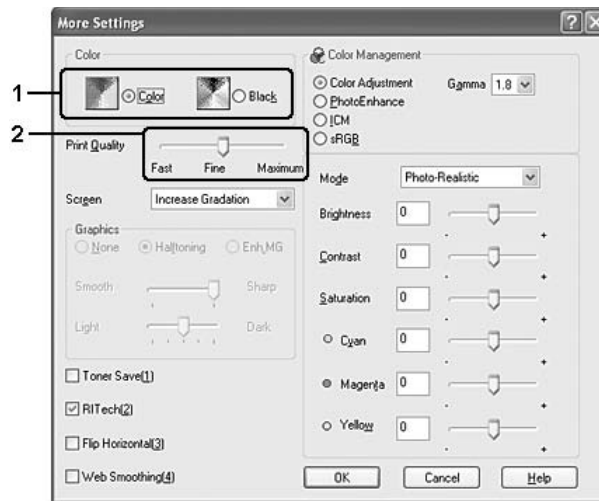 More Settings
Color
1
Color
Black
2
Print Quality
Fast Fine Maximum
Screen Increase Gradation
Graphics
None Halftoning Enh.MG
Smooth Sharp
Light Dark
Toner Save(1)
RITech(2)
Flip Horizontal(3)
Web Smoothing(4)
Color Management
Color Adjustment
PhotoEnhance
ICM
sRGB
Gamma 1.8
Mode Photo-Realistic
Brightness 0
- +
Contrast 0
- +
Saturation 0
- +
Cyan 0
- +
Magenta 0
- +
Yellow 0
- +
OK Cancel Help